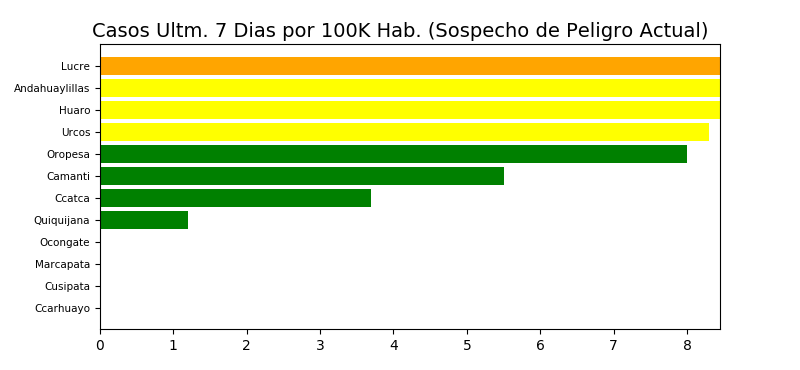 Casos Ultm. 7 Dias por 100K Hab. (Sospecho de Peligro Actual)
Lucre
Andahuaylillas
Huaro
Urcos
Oropesa
Camanti
Ccatca
Quiquijana
Ocongate
Marcapata
Cusipata
Ccarhuayo
0 1 2 3 4 5 6 7 8